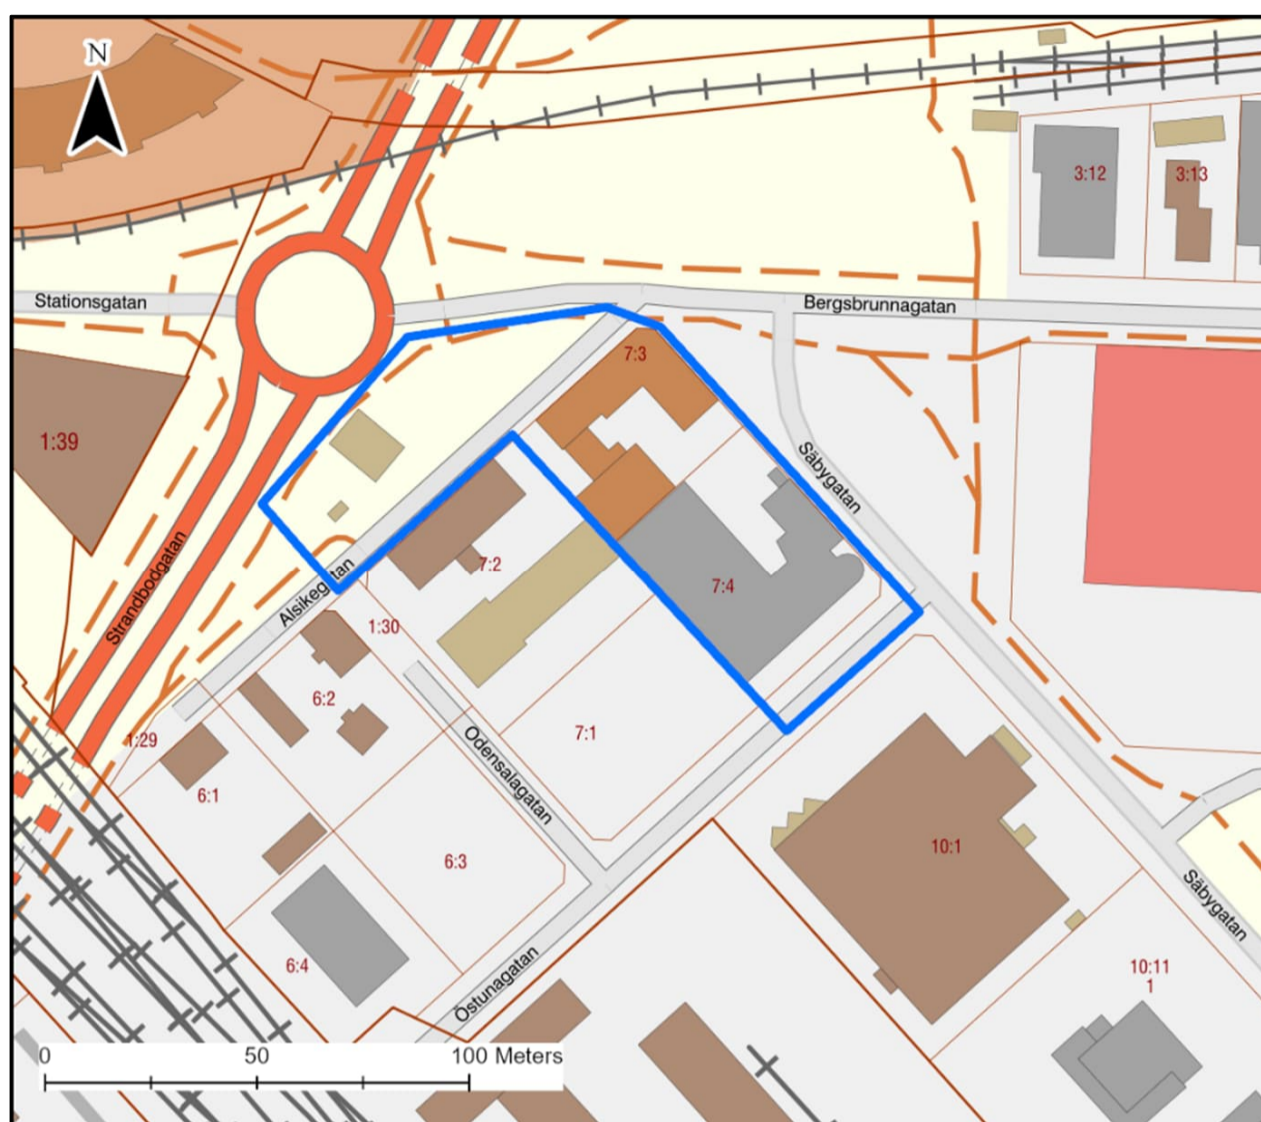 N
3:12
3:13
Stationsgatan
Bergsbrunnagatan
7:3
1:39
Säbygatan
Strandbodgatan
Alsikegatan
7:2
7:4
1:30
6:2
1:29
7:1
Odensalagatan
6:1
6:3
10:1
Säbygatan
6:4
Östunagatan
10:11
1
0 50 100 Meters